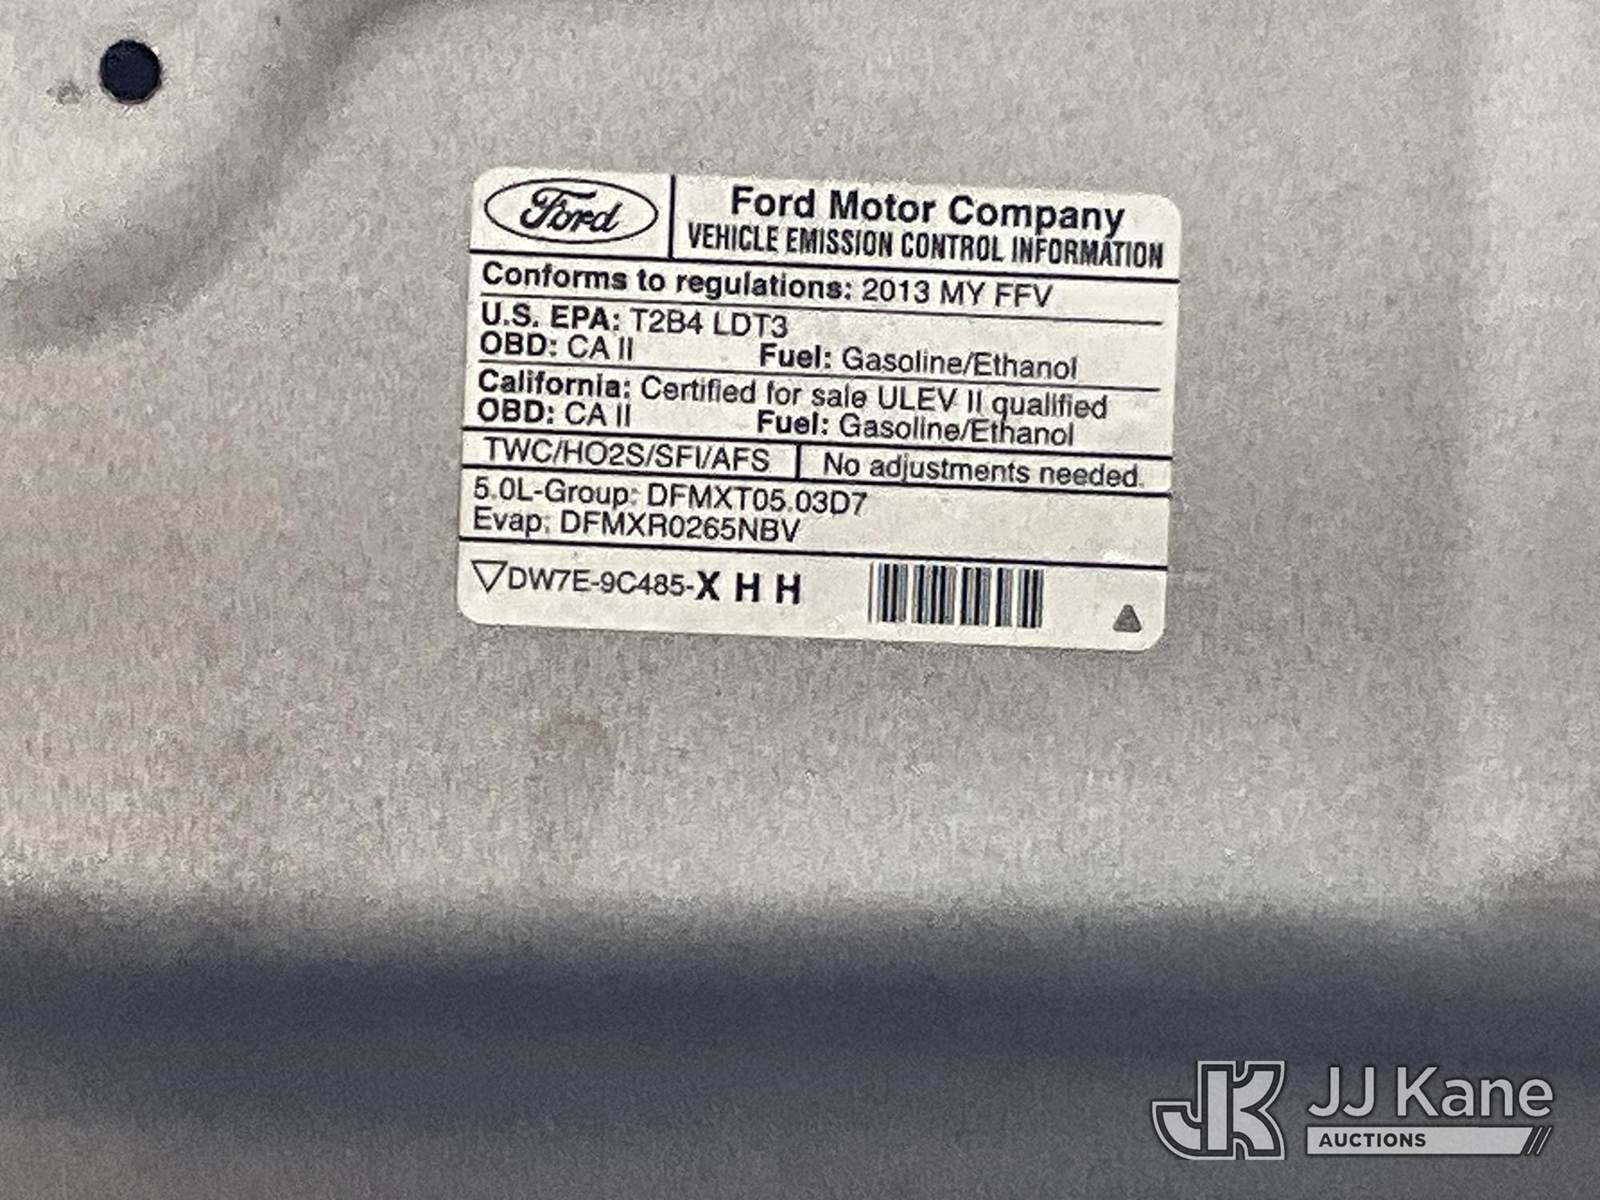 Ford
Ford Motor Company
VEHICLE EMISSION CONTROL INFORMATION
Conforms to regulations: 2013 MY FFV
U.S. EPA: T2B4 LDT3
OBD: CA II Fuel: Gasoline/Ethanol
California: Certified for sale ULEV II qualified
OBD: CA II Fuel: Gasoline/Ethanol
TWC/HO2S/SFI/AFS No adjustments needed.
5.0L-Group: DFMXT05.03D7
Evap: DFMXR0265NBV
DW7E-9C485-X H H
JK JJ Kane
AUCTIONS